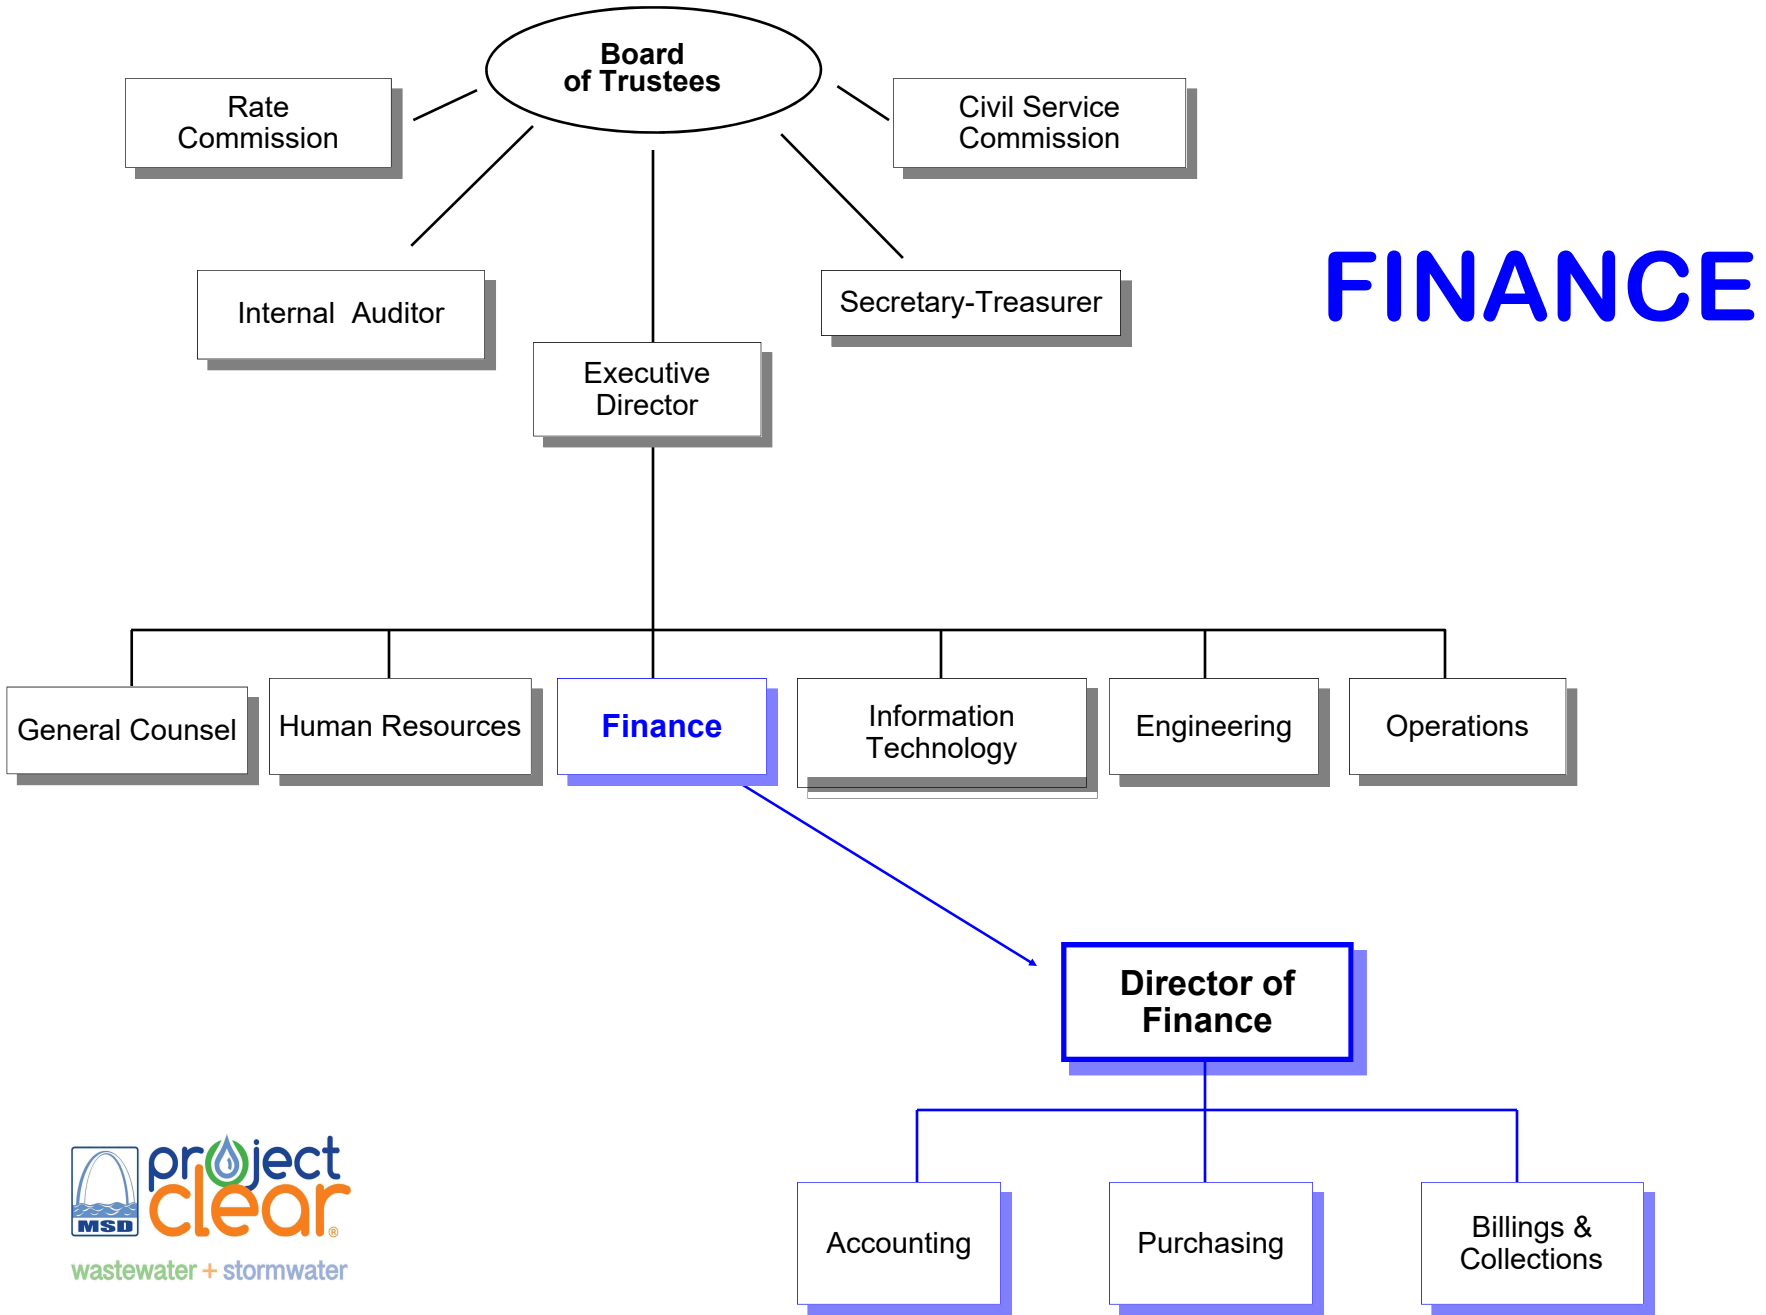 Board
of Trustees
Rate
Commission
Civil Service
Commission
Internal  Auditor
Secretary-Treasurer
FINANCE
Executive
Director
General Counsel
Human Resources
Finance
Information
Technology
Engineering
Operations
Director of
Finance
Accounting
Purchasing
Billings &
Collections
MSD
project
clear®
wastewater + stormwater